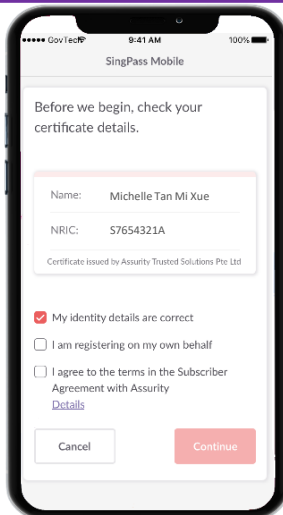 GovTech 9:41 AM 100%
SingPass Mobile
Before we begin, check your
certificate details.
Name: Michelle Tan Mi Xue
NRIC: S7654321A
Certificate issued by Assurity Trusted Solutions Pte Ltd
My identity details are correct
I am registering on my own behalf
I agree to the terms in the Subscriber
Agreement with Assurity
Details
Cancel Continue